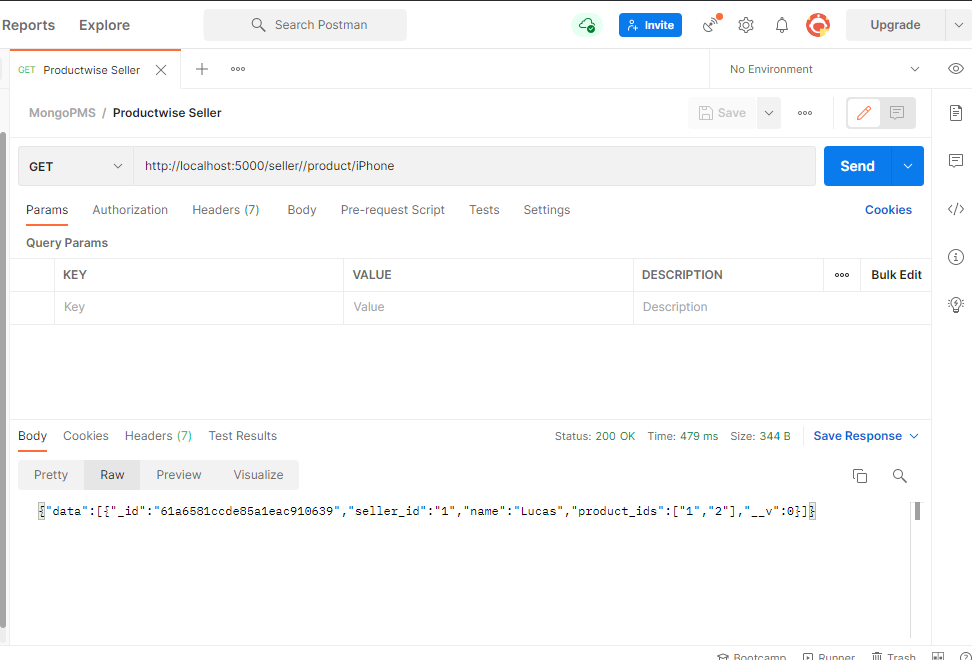 Reports Explore Search Postman Invite Upgrade
GET Productwise Seller No Environment
MongoPMS / Productwise Seller Save
GET http://localhost:5000/seller//product/iPhone Send
Params Authorization Headers (7) Body Pre-request Script Tests Settings Cookies
Query Params
KEY VALUE DESCRIPTION Bulk Edit
Key Value Description
Body Cookies Headers (7) Test Results Status: 200 OK Time: 479 ms Size: 344 B Save Response
Pretty Raw Preview Visualize
{"data":[{"_id":"61a6581ccde85a1eac910639","seller_id":"1","name":"Lucas","product_ids":["1","2"],"__v":0}]}
Bootcamp Runner Trash